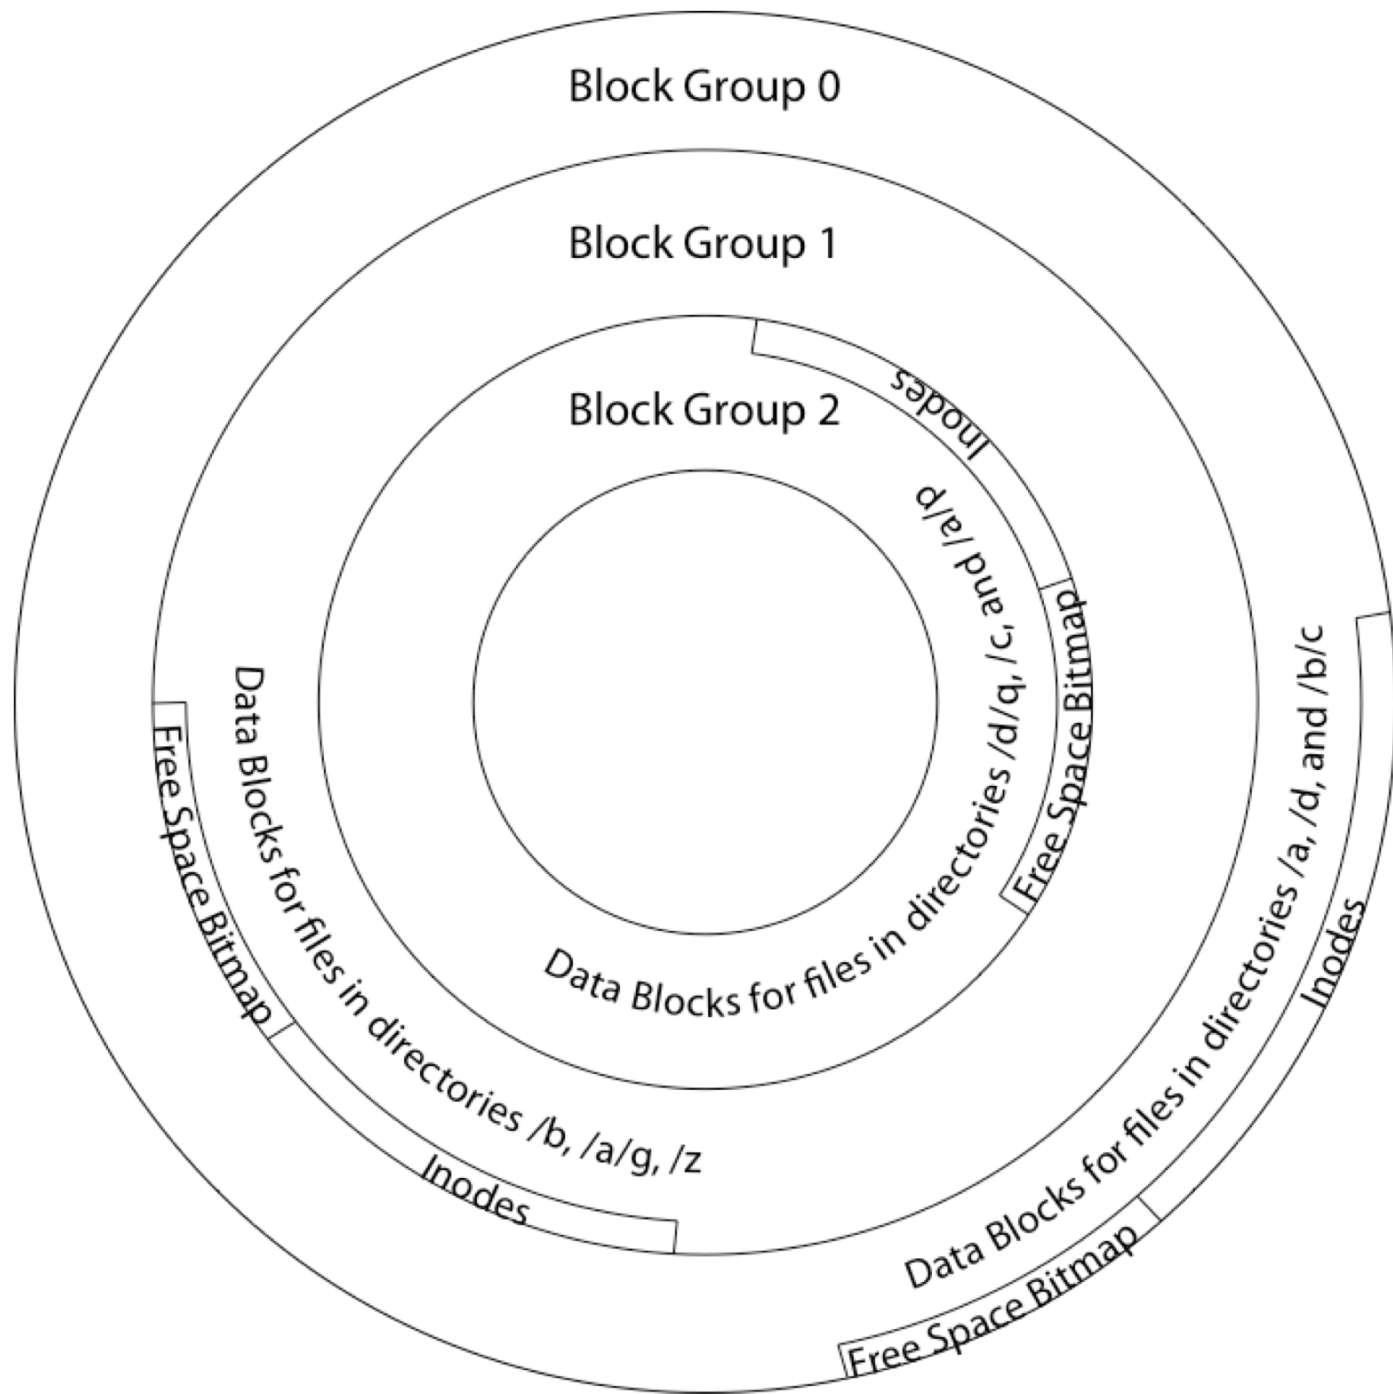 Block Group 0
Block Group 1
Block Group 2
Inodes
Free Space Bitmap
Data Blocks for files in directories /d/q, /c, and /a/p
Data Blocks for files in directories /b, /a/g, /z
Free Space Bitmap
Inodes
Data Blocks for files in directories /a, /d, and /b/c
Inodes
Free Space Bitmap